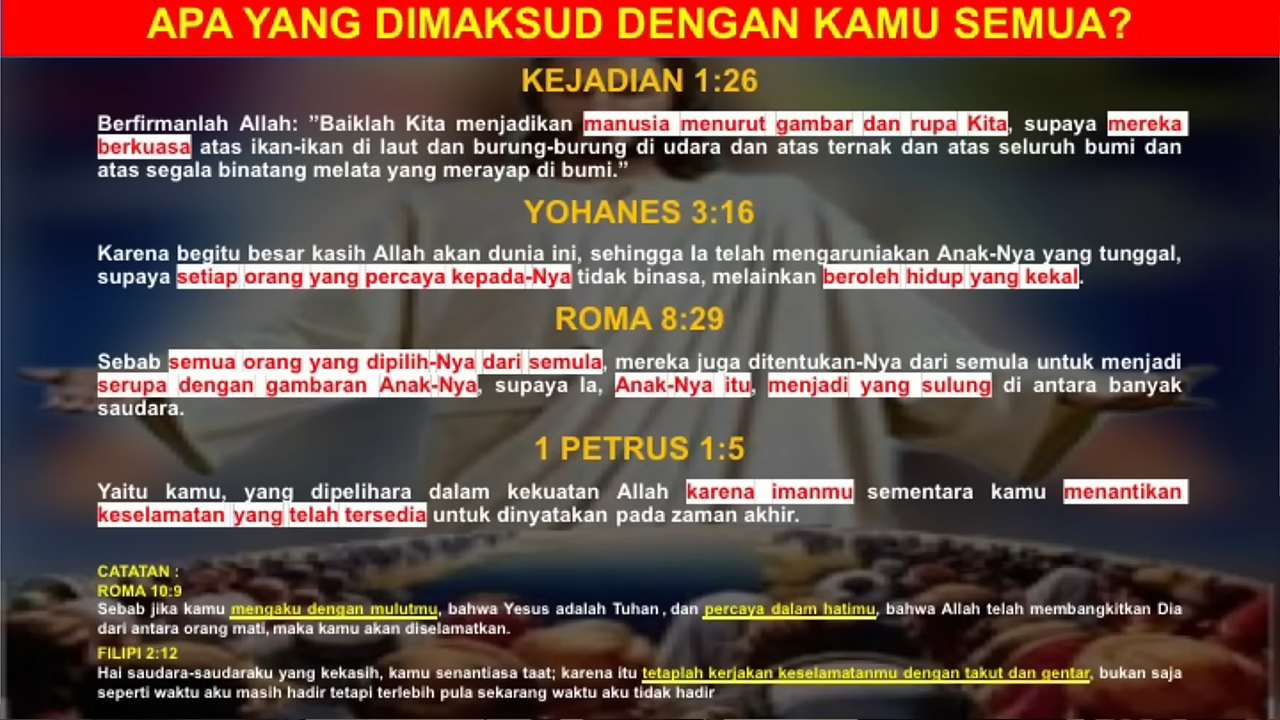 APA YANG DIMAKSUD DENGAN KAMU SEMUA?
KEJADIAN 1:26
Berfirmanlah Allah: ”Baiklah Kita menjadikan manusia menurut gambar dan rupa Kita, supaya mereka
berkuasa atas ikan-ikan di laut dan burung-burung di udara dan atas ternak dan atas seluruh bumi dan
atas segala binatang melata yang merayap di bumi.”
YOHANES 3:16
Karena begitu besar kasih Allah akan dunia ini, sehingga Ia telah mengaruniakan Anak-Nya yang tunggal,
supaya setiap orang yang percaya kepada-Nya tidak binasa, melainkan beroleh hidup yang kekal.
ROMA 8:29
Sebab semua orang yang dipilih-Nya dari semula, mereka juga ditentukan-Nya dari semula untuk menjadi
serupa dengan gambaran Anak-Nya, supaya Ia, Anak-Nya itu, menjadi yang sulung di antara banyak
saudara.
1 PETRUS 1:5
Yaitu kamu, yang dipelihara dalam kekuatan Allah karena imanmu sementara kamu menantikan
keselamatan yang telah tersedia untuk dinyatakan pada zaman akhir.
CATATAN :
ROMA 10:9
Sebab jika kamu mengaku dengan mulutmu, bahwa Yesus adalah Tuhan, dan percaya dalam hatimu, bahwa Allah telah membangkitkan Dia
dari antara orang mati, maka kamu akan diselamatkan.
FILIPI 2:12
Hai saudara-saudaraku yang kekasih, kamu senantiasa taat; karena itu tetaplah kerjakan keselamatanmu dengan takut dan gentar, bukan saja
seperti waktu aku masih hadir tetapi terlebih pula sekarang waktu aku tidak hadir